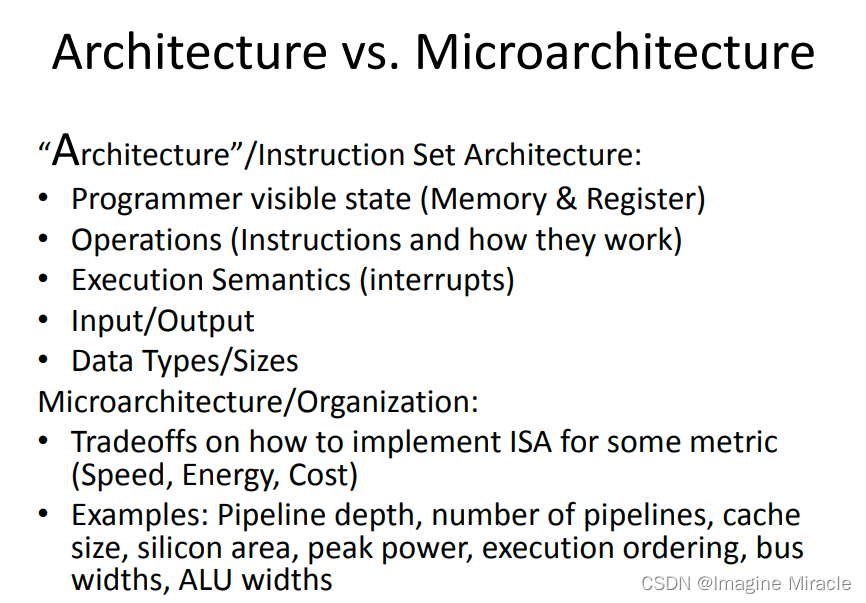 Architecture vs. Microarchitecture
“Architecture”/Instruction Set Architecture:
• Programmer visible state (Memory & Register)
• Operations (Instructions and how they work)
• Execution Semantics (interrupts)
• Input/Output
• Data Types/Sizes
Microarchitecture/Organization:
• Tradeoffs on how to implement ISA for some metric
(Speed, Energy, Cost)
• Examples: Pipeline depth, number of pipelines, cache
size, silicon area, peak power, execution ordering, bus
widths, ALU widths
CSDN @Imagine Miracle